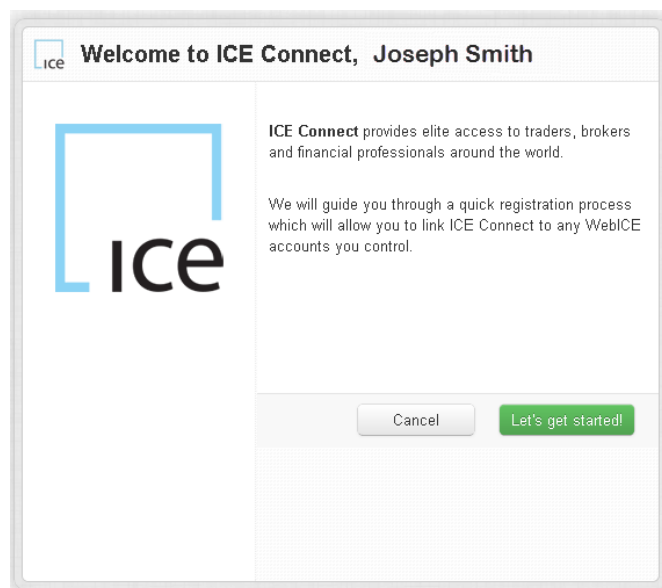 ice Welcome to ICE Connect, Joseph Smith
ice
ICE Connect provides elite access to traders, brokers
and financial professionals around the world.
We will guide you through a quick registration process
which will allow you to link ICE Connect to any WebICE
accounts you control.
Cancel Let's get started!